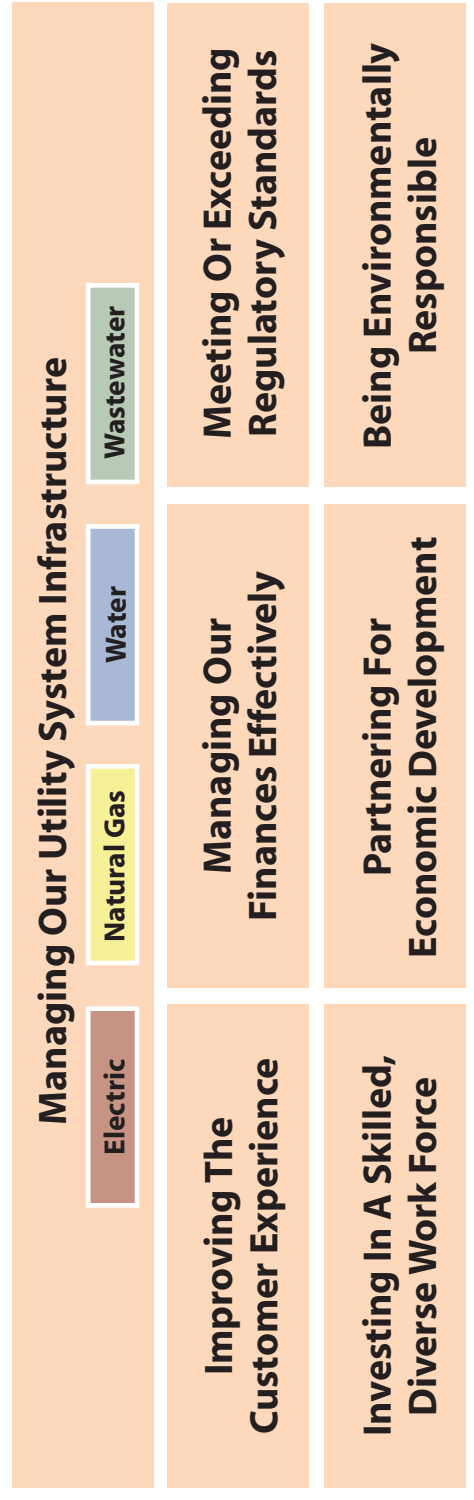 Managing Our Utility System Infrastructure
Electric
Natural Gas
Water
Wastewater
Improving The
Customer Experience
Managing Our
Finances Effectively
Meeting Or Exceeding
Regulatory Standards
Investing In A Skilled,
Diverse Work Force
Partnering For
Economic Development
Being Environmentally
Responsible